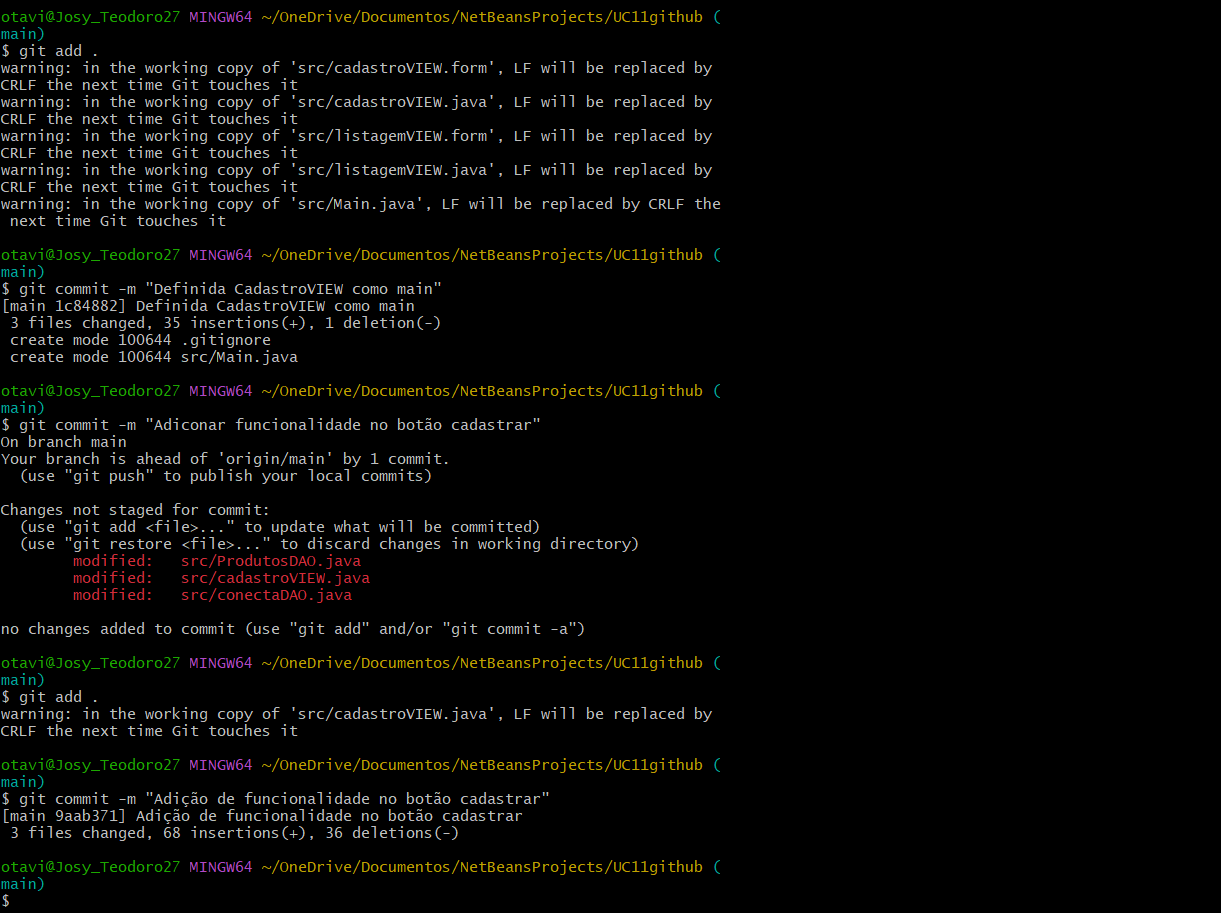 otavi@Josy_Teodoro27 MINGW64 ~/OneDrive/Documentos/NetBeansProjects/UC11github (
main)
$ git add .
warning: in the working copy of 'src/cadastroVIEW.form', LF will be replaced by
CRLF the next time Git touches it
warning: in the working copy of 'src/cadastroVIEW.java', LF will be replaced by
CRLF the next time Git touches it
warning: in the working copy of 'src/listagemVIEW.form', LF will be replaced by
CRLF the next time Git touches it
warning: in the working copy of 'src/listagemVIEW.java', LF will be replaced by
CRLF the next time Git touches it
warning: in the working copy of 'src/Main.java', LF will be replaced by CRLF the
 next time Git touches it

otavi@Josy_Teodoro27 MINGW64 ~/OneDrive/Documentos/NetBeansProjects/UC11github (
main)
$ git commit -m "Definida CadastroVIEW como main"
[main 1c84882] Definida CadastroVIEW como main
 3 files changed, 35 insertions(+), 1 deletion(-)
 create mode 100644 .gitignore
 create mode 100644 src/Main.java

otavi@Josy_Teodoro27 MINGW64 ~/OneDrive/Documentos/NetBeansProjects/UC11github (
main)
$ git commit -m "Adiconar funcionalidade no botão cadastrar"
On branch main
Your branch is ahead of 'origin/main' by 1 commit.
  (use "git push" to publish your local commits)

Changes not staged for commit:
  (use "git add <file>..." to update what will be committed)
  (use "git restore <file>..." to discard changes in working directory)
        modified:   src/ProdutosDAO.java
        modified:   src/cadastroVIEW.java
        modified:   src/conectaDAO.java

no changes added to commit (use "git add" and/or "git commit -a")

otavi@Josy_Teodoro27 MINGW64 ~/OneDrive/Documentos/NetBeansProjects/UC11github (
main)
$ git add .
warning: in the working copy of 'src/cadastroVIEW.java', LF will be replaced by
CRLF the next time Git touches it

otavi@Josy_Teodoro27 MINGW64 ~/OneDrive/Documentos/NetBeansProjects/UC11github (
main)
$ git commit -m "Adição de funcionalidade no botão cadastrar"
[main 9aab371] Adição de funcionalidade no botão cadastrar
 3 files changed, 68 insertions(+), 36 deletions(-)

otavi@Josy_Teodoro27 MINGW64 ~/OneDrive/Documentos/NetBeansProjects/UC11github (
main)
$